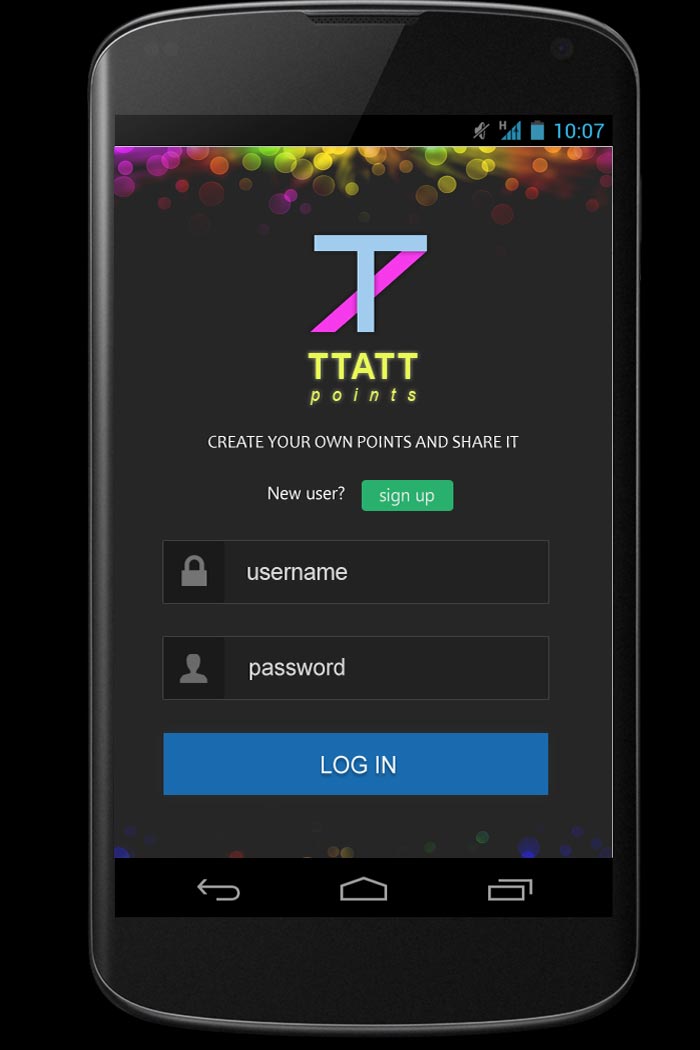 H 10:07
TTATT
points
CREATE YOUR OWN POINTS AND SHARE IT
New user? sign up
username
password
LOG IN